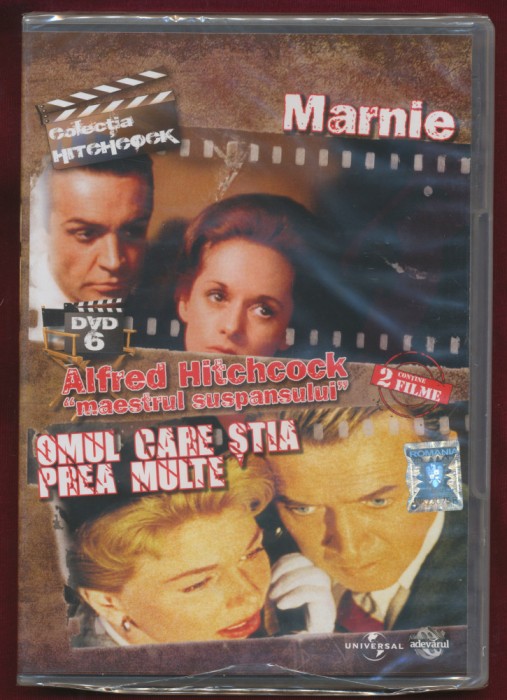 Colecția
HITCHCOCK
Marnie
DVD
6
Alfred Hitchcock
"maestrul suspansului"
CONȚINE
2 FILME
OMUL CARE ȘTIA
PREA MULTE
ROMANIA
UNIVERSAL
adevărul